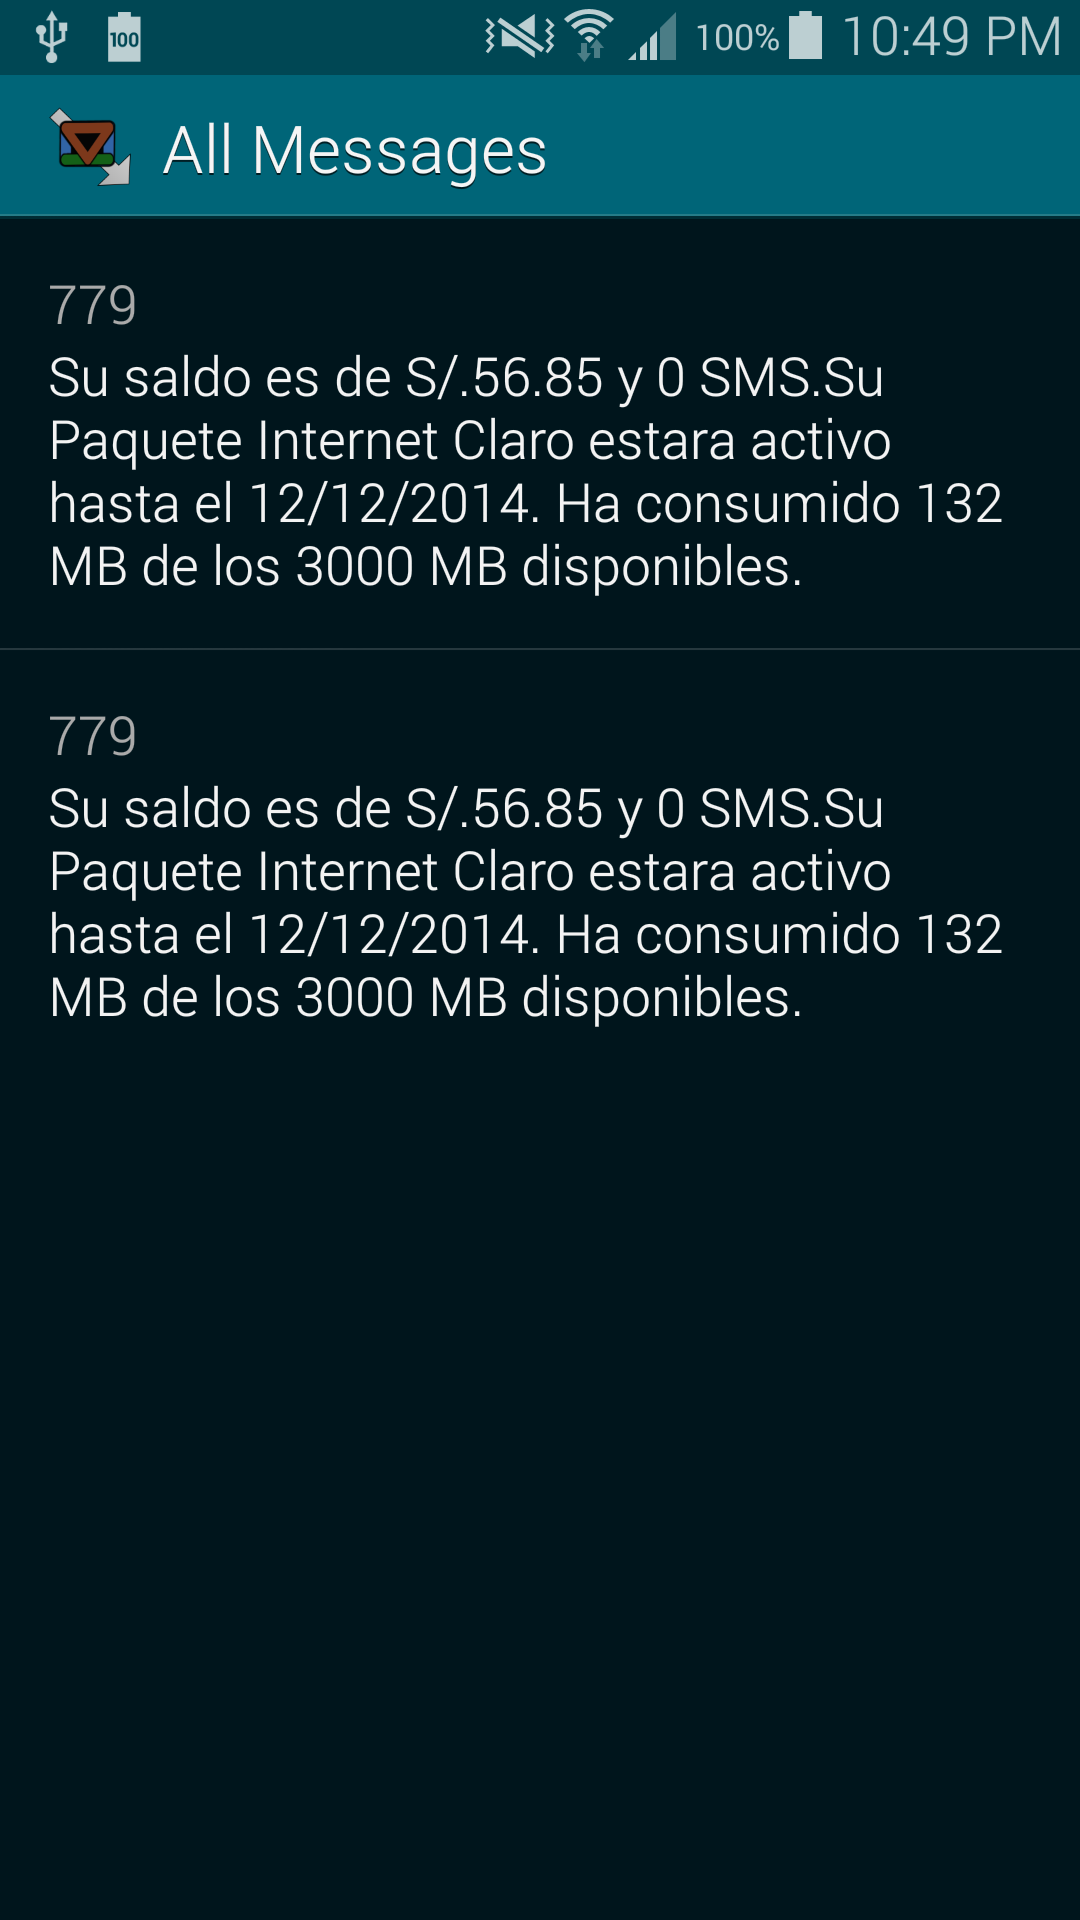 100
100%
10:49 PM
All Messages
779
Su saldo es de S/.56.85 y 0 SMS.Su
Paquete Internet Claro estara activo
hasta el 12/12/2014. Ha consumido 132
MB de los 3000 MB disponibles.
779
Su saldo es de S/.56.85 y 0 SMS.Su
Paquete Internet Claro estara activo
hasta el 12/12/2014. Ha consumido 132
MB de los 3000 MB disponibles.